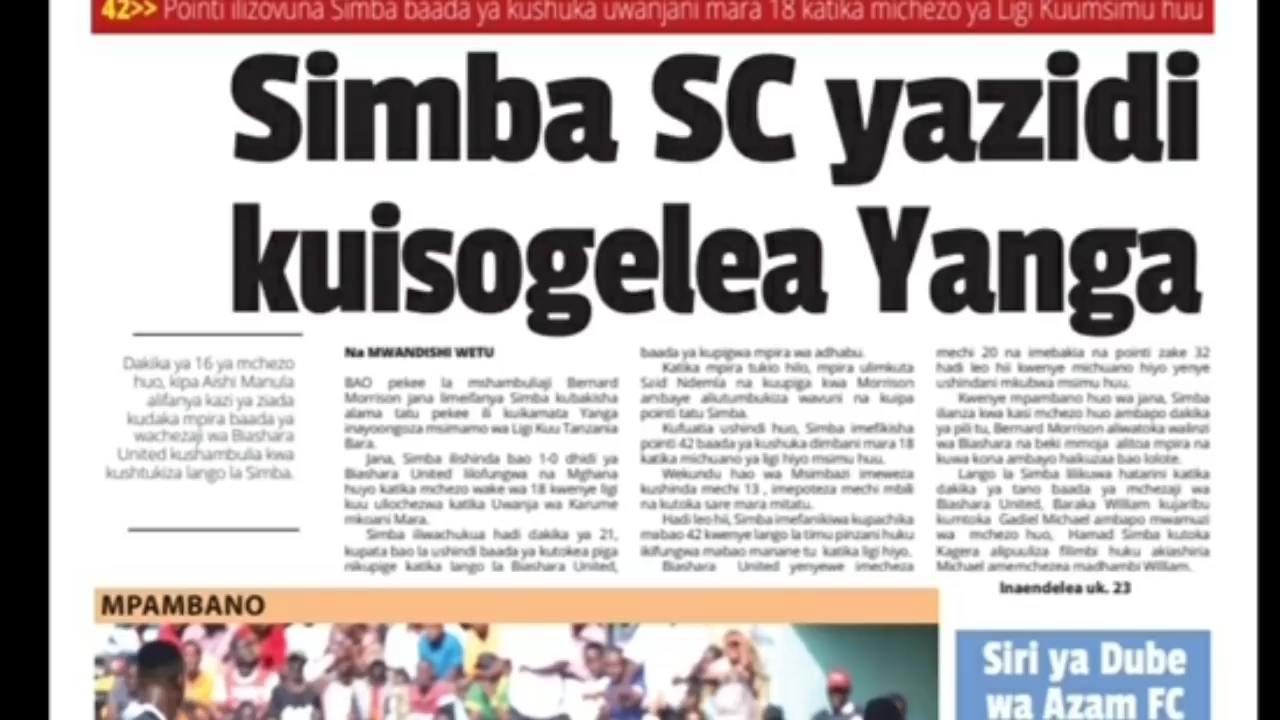 42>> Pointi ilizovuna Simba baada ya kushuka uwanjani mara 18 katika michezo ya Ligi Kuumsimu huu
Simba SC yazidi
kuisogelea Yanga
Dakika ya 16 ya mchezo
huo, kipa Aishi Manula
alifanya kazi ya ziada
kudaka mpira baada ya
wachezaji wa Biashara
United kushambulia kwa
kushtukiza lango la Simba.
Na MWANDISHI WETU
BAO pekee la mshambuliaji Bernard
Morrison jana limeifanya Simba kubakisha
alama tatu pekee ili kuikamata Yanga
inayoongoza msimamo wa Ligi Kuu Tanzania
Bara.
Jana, Simba ilishinda bao 1-0 dhidi ya
Biashara United lilofungwa na Mghana
huyo katika mchezo wake wa 18 kwenye ligi
kuu uliochezwa katika Uwanja wa Karume
mkoani Mara.
Simba iliwachukua hadi dakika ya 21,
kupata bao la ushindi baada ya kutokea piga
nikupige katika lango la Biashara United,
baada ya kupigwa mpira wa adhabu.
Katika mpira tukio hilo, mpira ulimkuta
Said Ndemla na kuupiga kwa Morrison
ambaye aliutumbukiza wavuni na kuipa
pointi tatu Simba.
Kufuatia ushindi huo, Simba imefikisha
pointi 42 baada ya kushuka dimbani mara 18
katika michuano ya ligi hiyo msimu huu.
Wekundu hao wa Msimbazi imeweza
kushinda mechi 13 , imepoteza mechi mbili
na kutoka sare mara mitatu.
Hadi leo hii, Simba imefanikiwa kupachika
mabao 42 kwenye lango la timu pinzani huku
ikifungwa mabao manane tu katika ligi hiyo.
Biashara United yenyewe imecheza
mechi 20 na imebakia na pointi zake 32
hadi leo hii kwenye michuano hiyo yenye
ushindani mkubwa msimu huu.
Kwenye mpambano huo wa jana, Simba
ilianza kwa kasi mchezo huo ambapo dakika
ya pili tu, Bernard Morrison aliwatoka walinzi
wa Biashara na beki mmoja alitoa mpira na
kuwa kona ambayo haikuzaa bao lolote.
Lango la Simba lilikuwa hatarini katika
dakika ya tano baada ya mchezaji wa
Biashara United, Baraka William kujaribu
kumtoka Gadiel Michael ambapo mwamuzi
wa mchezo huo, Hamad Simba kutoka
Kagera alipuuliza filimbi huku akiashiria
Michael amemchezea madhambi William.
Inaendelea uk. 23
MPAMBANO
Siri ya Dube
wa Azam FC